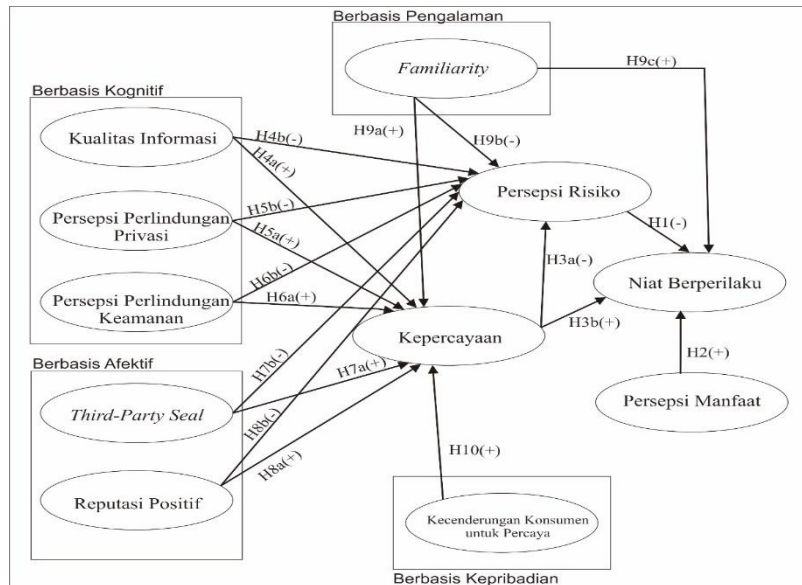 Berbasis Pengalaman
Familiarity
H9c(+)
Berbasis Kognitif
Kualitas Informasi
H4b(-)
H4a(+)
H9a(+)
H9b(-)
Persepsi Perlindungan
Privasi
H5b(-)
H5a(+)
Persepsi Risiko
H1(-)
Persepsi Perlindungan
Keamanan
H6b(-)
H6a(+)
H3a(-)
Niat Berperilaku
Kepercayaan
H3b(+)
Berbasis Afektif
Third-Party Seal
H7b(-)
H7a(+)
H2(+)
Persepsi Manfaat
Reputasi Positif
H8b(-)
H8a(+)
H10(+)
Kecenderungan Konsumen
untuk Percaya
Berbasis Kepribadian